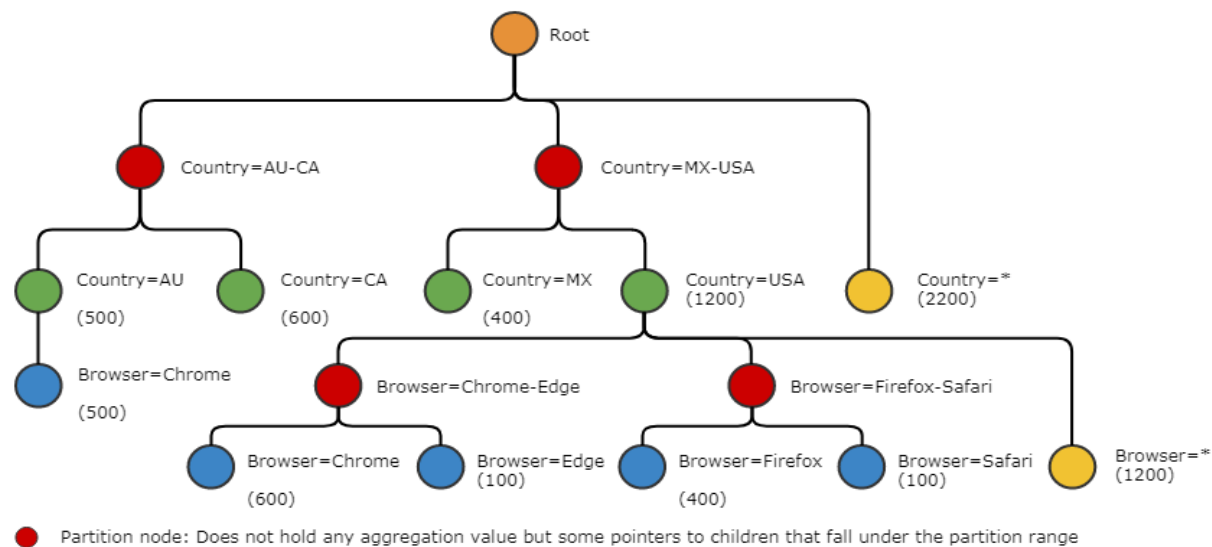 Root
Country=AU-CA
Country=MX-USA
Country=AU
(500)
Country=CA
(600)
Country=MX
(400)
Country=USA
(1200)
Country=*
(2200)
Browser=Chrome
(500)
Browser=Chrome-Edge
Browser=Firefox-Safari
Browser=Chrome
(600)
Browser=Edge
(100)
Browser=Firefox
(400)
Browser=Safari
(100)
Browser=*
(1200)
Partition node: Does not hold any aggregation value but some pointers to children that fall under the partition range